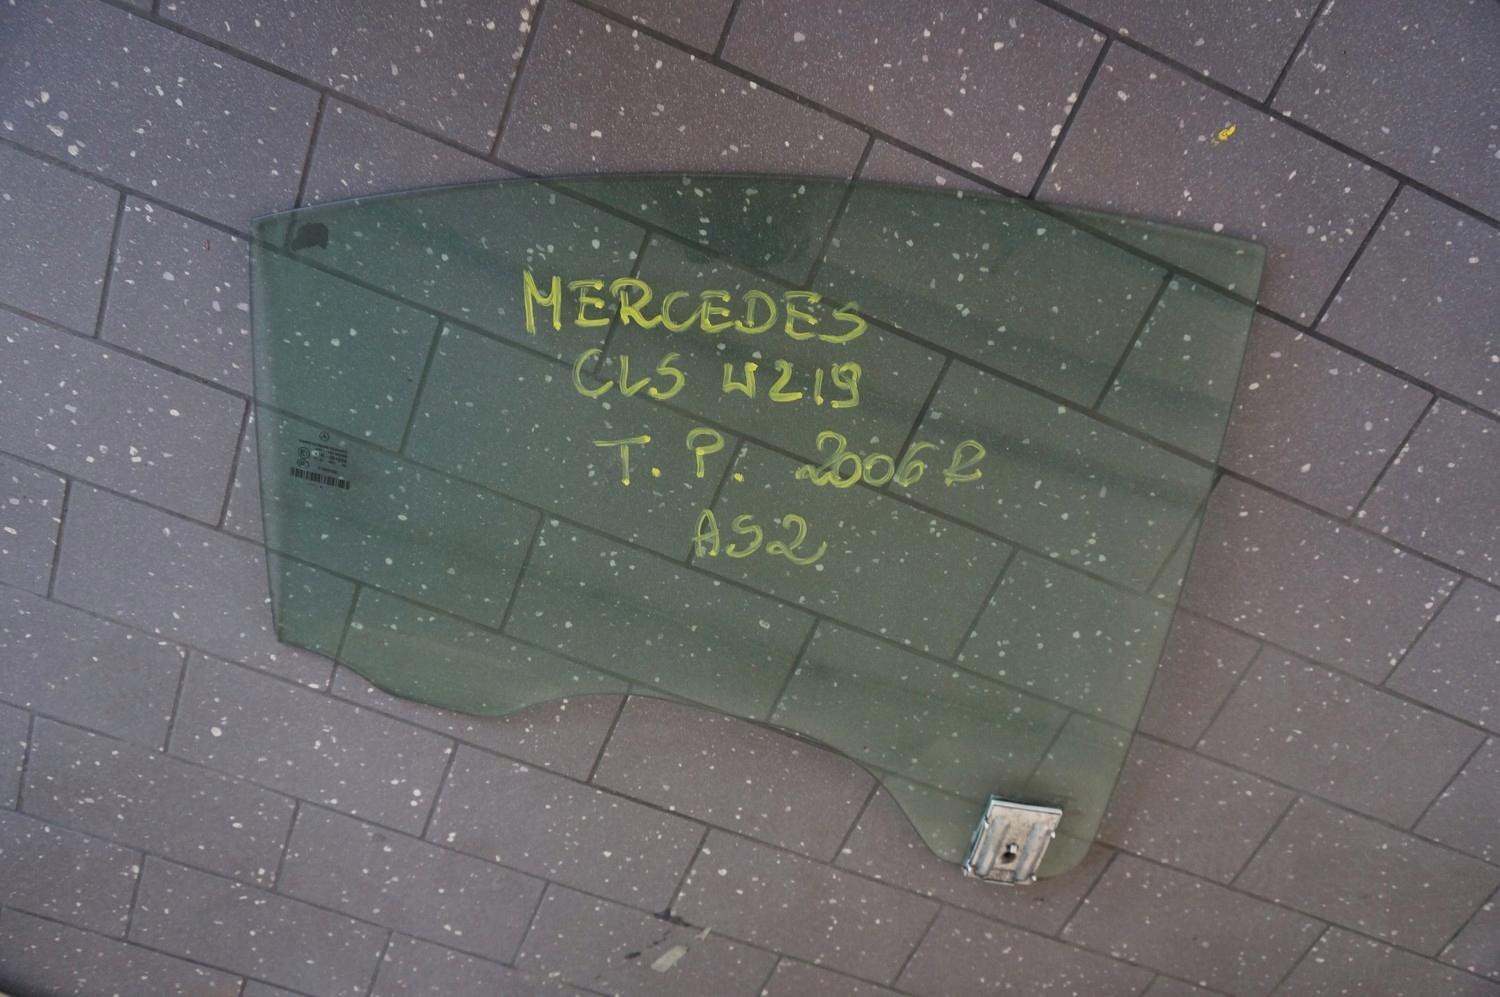 MERCEDES
CLS W219
T. P. 2006R
AS2